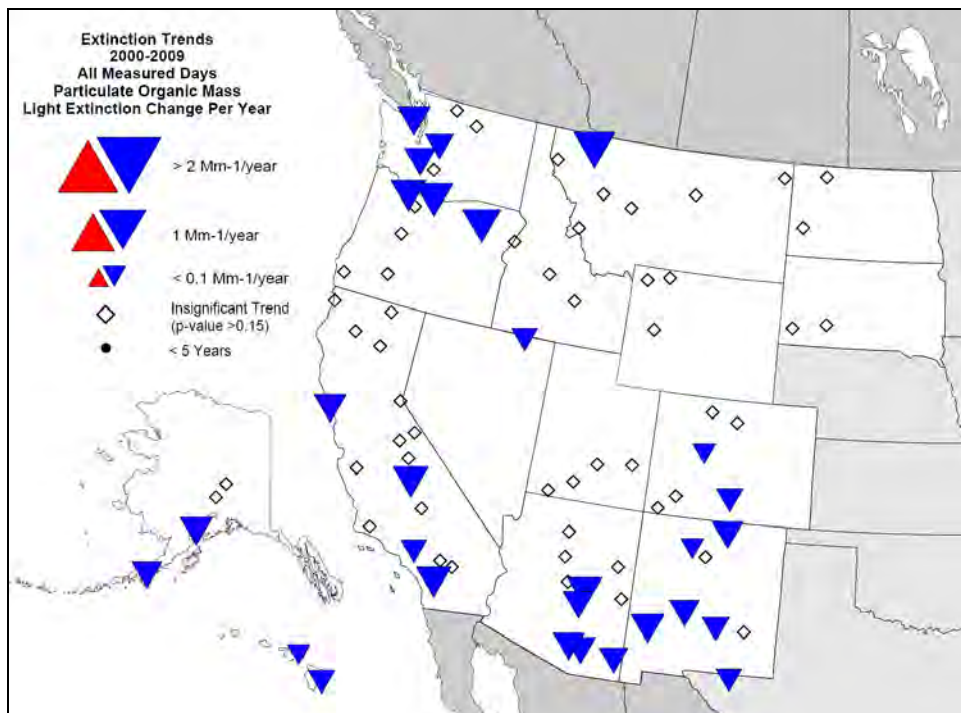 Extinction Trends
2000-2009
All Measured Days
Particulate Organic Mass
Light Extinction Change Per Year
> 2 Mm-1/year
1 Mm-1/year
< 0.1 Mm-1/year
Insignificant Trend
(p-value >0.15)
< 5 Years